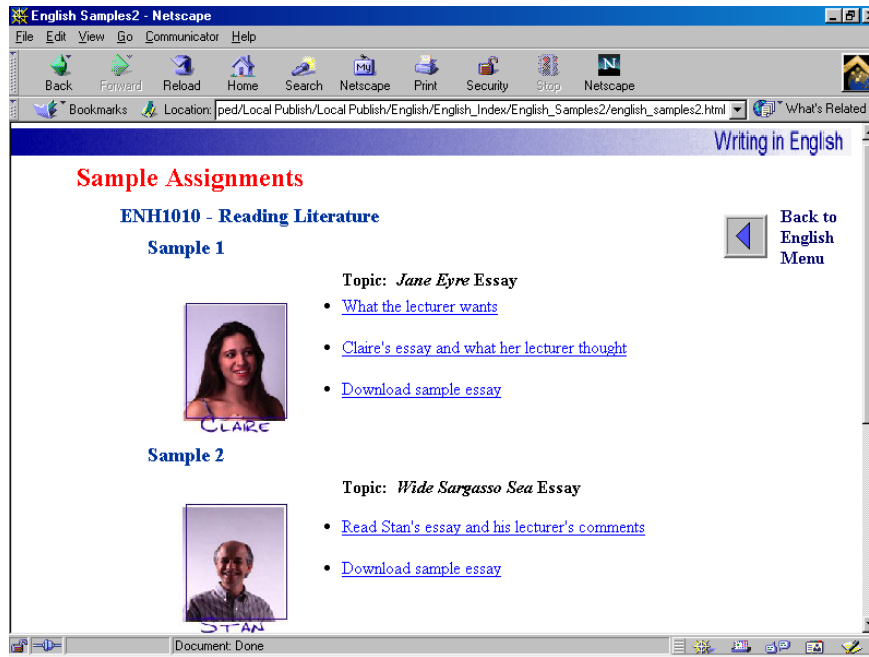 English Samples2 - Netscape
File Edit View Go Communicator Help
Back Forward Reload Home Search Netscape Print Security Stop Netscape
Bookmarks Location: ped/Local Publish/Local Publish/English/English_Index/English_Samples2/english_samples2.html What's Related
Writing in English
Sample Assignments
ENH1010 - Reading Literature
Back to
English
Menu
Sample 1
Topic: Jane Eyre Essay
• What the lecturer wants
• Claire's essay and what her lecturer thought
• Download sample essay
CLAIRE
Sample 2
Topic: Wide Sargasso Sea Essay
• Read Stan's essay and his lecturer's comments
• Download sample essay
STAN
Document: Done